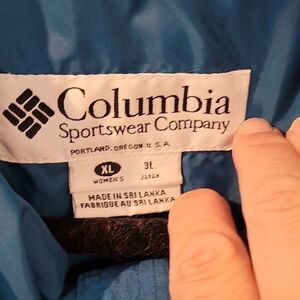 Columbia
Sportswear Company
PORTLAND, OREGON U.S.A.
XL 3L
WOMEN'S JAPAN
MADE IN SRI LANKA
FABRIQUE AU SRI LANKA